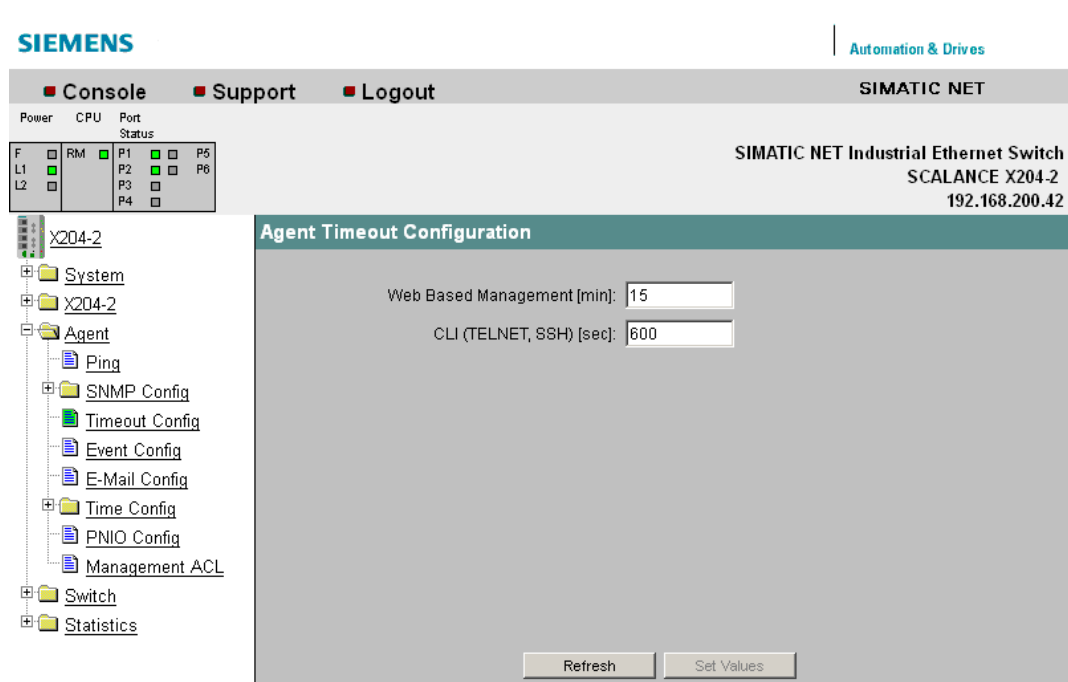 SIEMENS
Automation & Drives
Console Support Logout SIMATIC NET
Power CPU Port Status
F RM P1 P5
L1 P2 P6
L2 P3
P4
SIMATIC NET Industrial Ethernet Switch
SCALANCE X204-2
192.168.200.42
X204-2
System
X204-2
Agent
Ping
SNMP Config
Timeout Config
Event Config
E-Mail Config
Time Config
PNIO Config
Management ACL
Switch
Statistics
Agent Timeout Configuration
Web Based Management [min]: 15
CLI (TELNET, SSH) [sec]: 600
Refresh Set Values